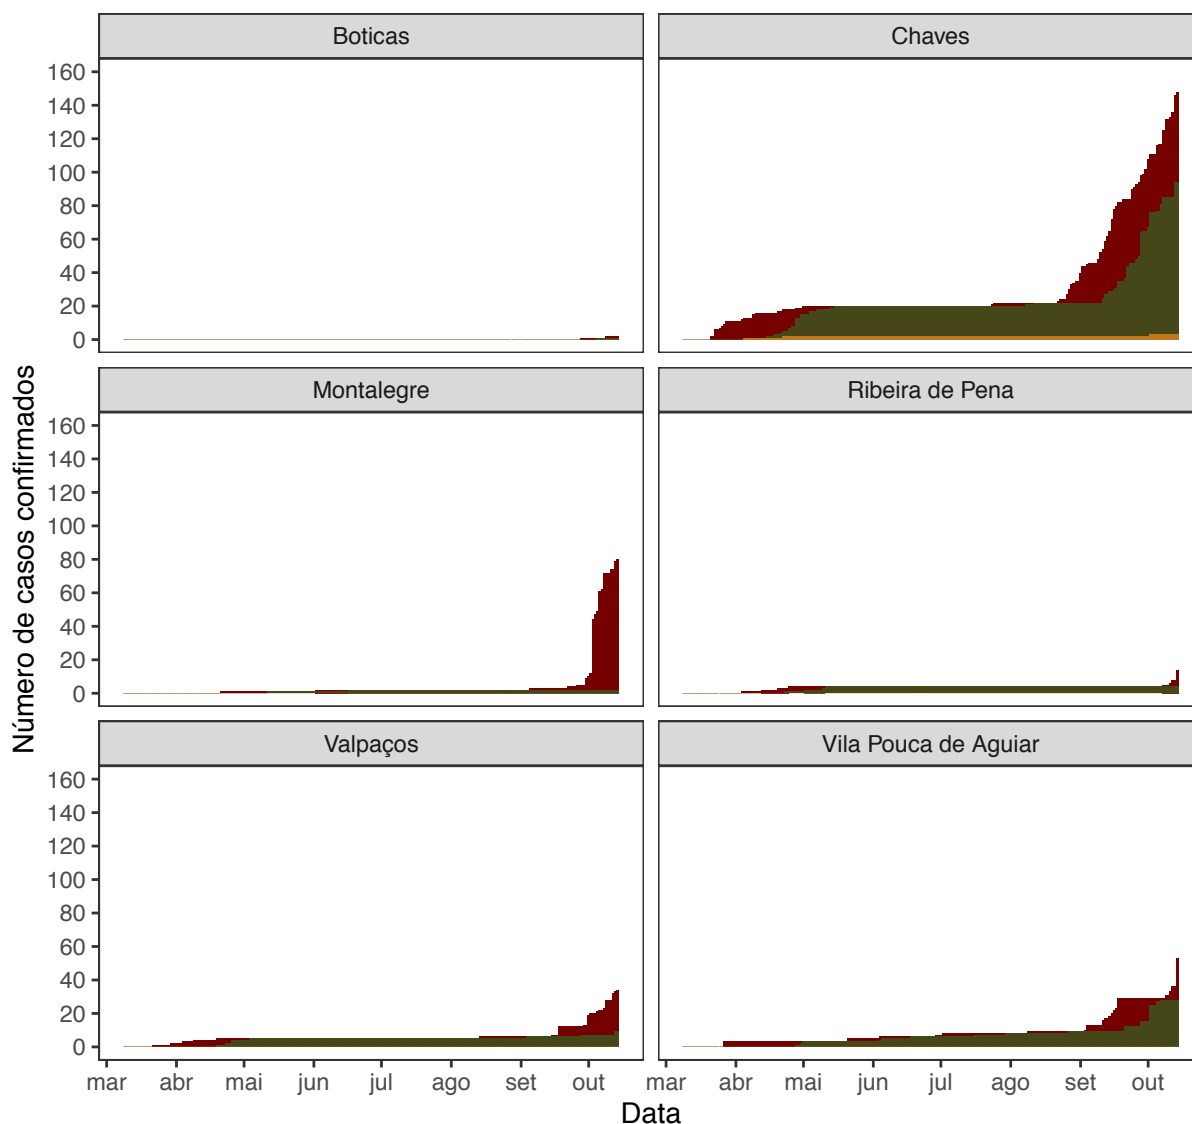 Boticas
Chaves
160
140
120
100
80
60
40
20
0
Montalegre
Ribeira de Pena
160
140
120
100
80
60
40
20
0
Valpaços
Vila Pouca de Aguiar
160
140
120
100
80
60
40
20
0
mar abr mai jun jul ago set out
mar abr mai jun jul ago set out
Data
Número de casos confirmados